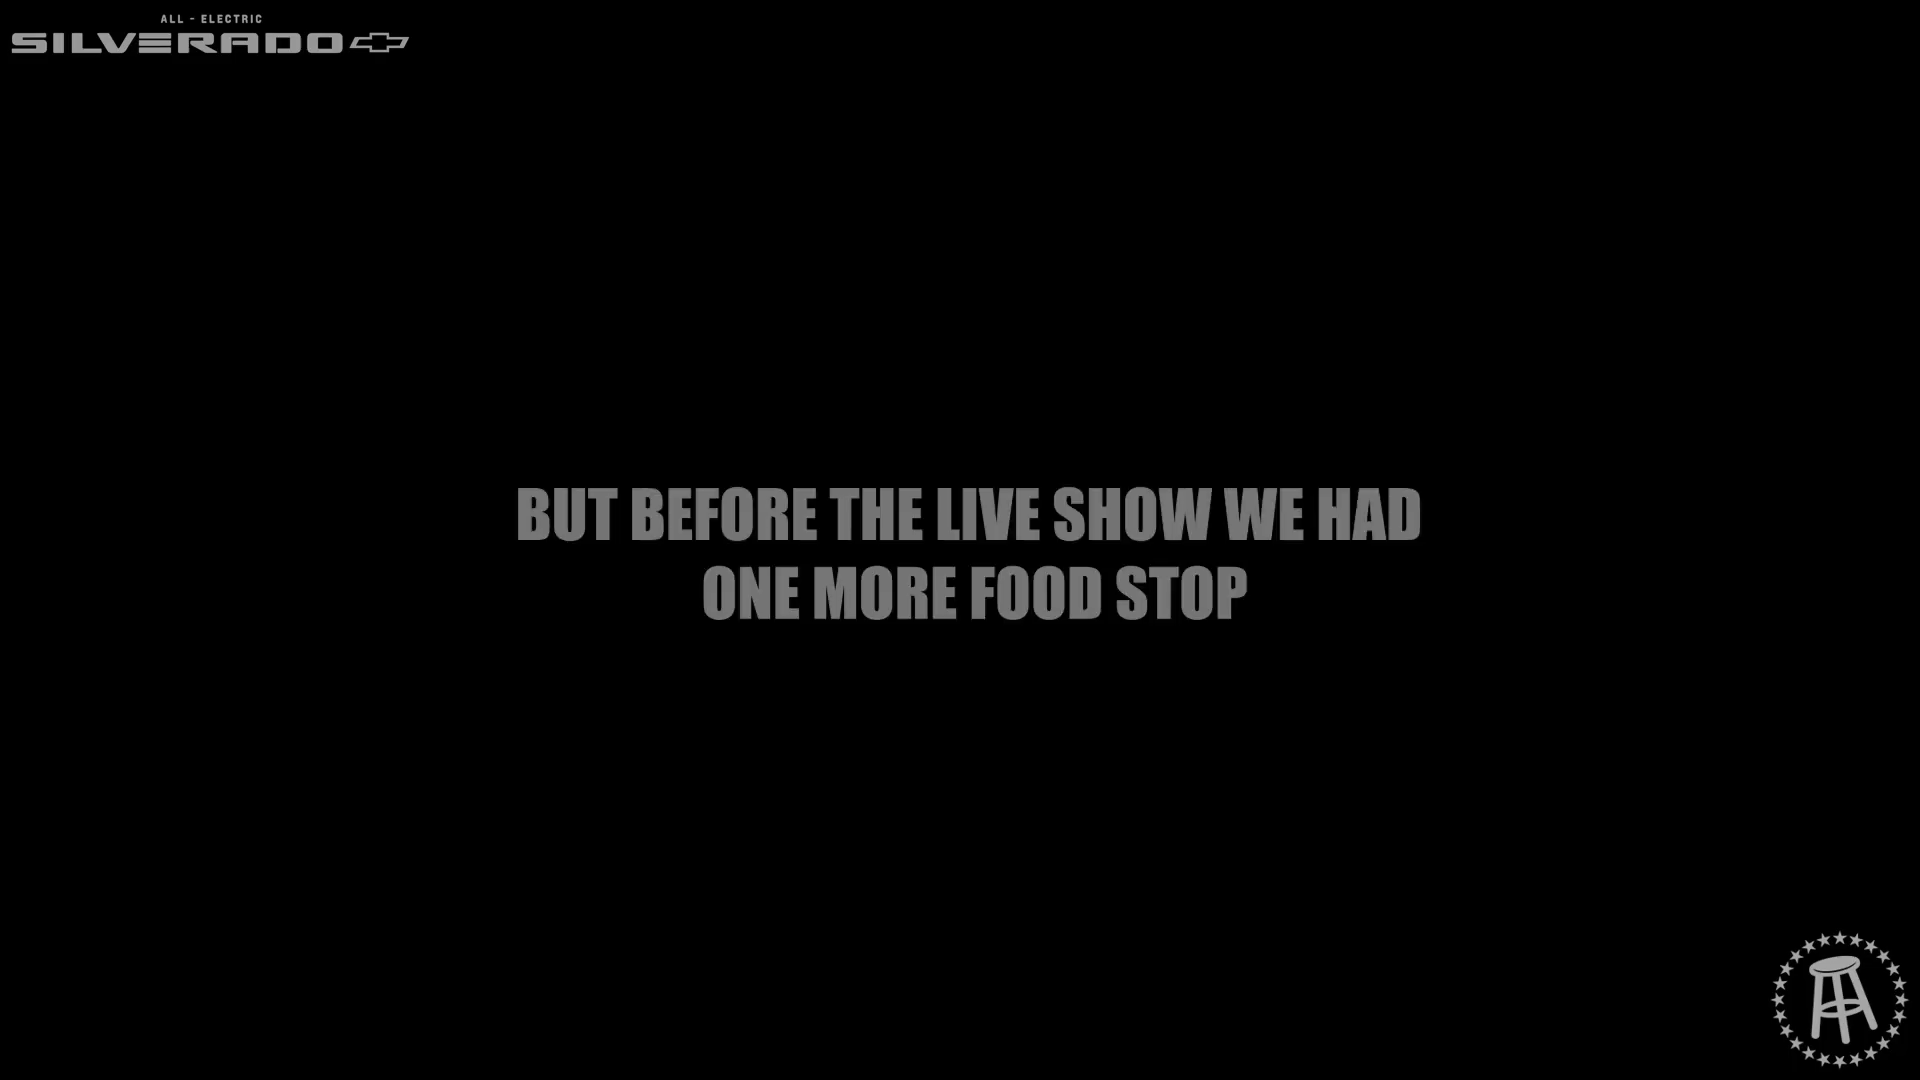 ALL - ELECTRIC
SILVERADO
BUT BEFORE THE LIVE SHOW WE HAD
ONE MORE FOOD STOP